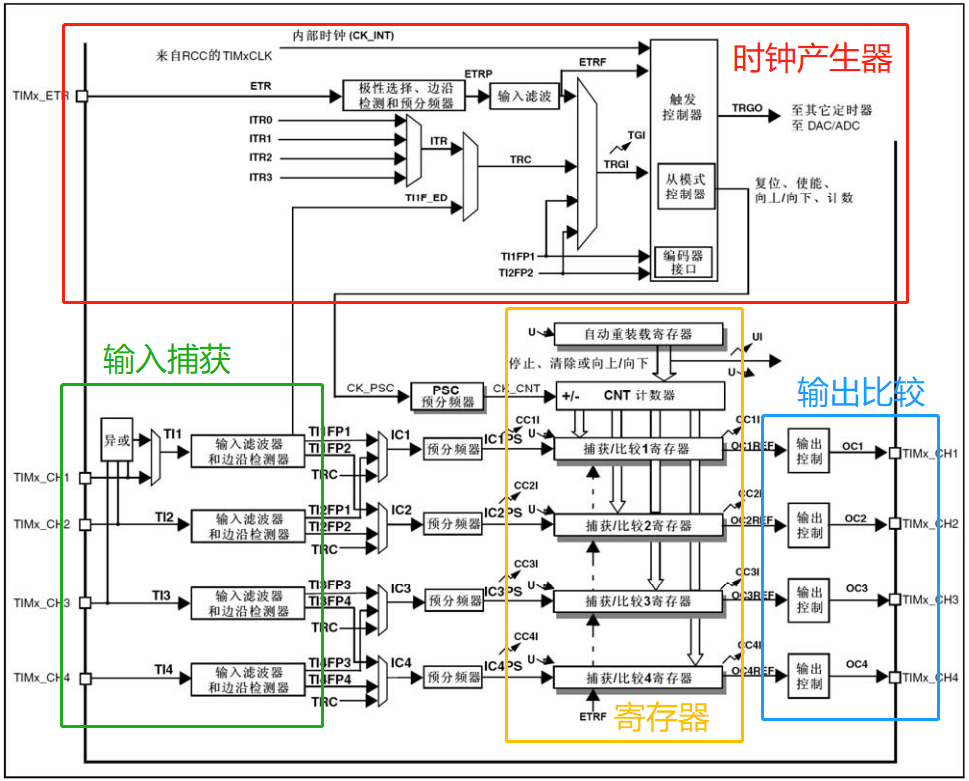 内部时钟 (CK_INT)
来自RCC的TIMxCLK
时钟产生器
TIMx_ETR
ETR
极性选择、边沿
检测和预分频器
ETRP
输入滤波
ETRF
触发
控制器
TRGO
至其它定时器
至 DAC/ADC
ITR0
ITR1
ITR2
ITR3
ITR
TRC
TGI
TRGI
从模式
控制器
复位、使能、
向上/向下、计数
TI1F_ED
TI1FP1
TI2FP2
编码器
接口
U
自动重装载寄存器
UI
停止、清除或向上/向下
U
输入捕获
CK_PSC
PSC
预分频器
CK_CNT
+/-
CNT 计数器
输出比较
异或
TI1
输入滤波器
和边沿检测器
TI1FP1
TI1FP2
TRC
IC1
预分频器
IC1PS
CC1I
U
捕获/比较1寄存器
CC1I
OC1REF
输出
控制
OC1
TIMx_CH1
TIMx_CH1
TIMx_CH2
TI2
输入滤波器
和边沿检测器
TI2FP1
TI2FP2
TRC
IC2
预分频器
IC2PS
CC2I
U
捕获/比较2寄存器
CC2I
OC2REF
输出
控制
OC2
TIMx_CH2
TIMx_CH3
TI3
输入滤波器
和边沿检测器
TI3FP3
TI3FP4
TRC
IC3
预分频器
IC3PS
CC3I
U
捕获/比较3寄存器
CC3I
OC3REF
输出
控制
OC3
TIMx_CH3
TIMx_CH4
TI4
输入滤波器
和边沿检测器
TI4FP3
TI4FP4
TRC
IC4
预分频器
IC4PS
CC4I
U
捕获/比较4寄存器
CC4I
OC4REF
输出
控制
OC4
TIMx_CH4
ETRF
寄存器